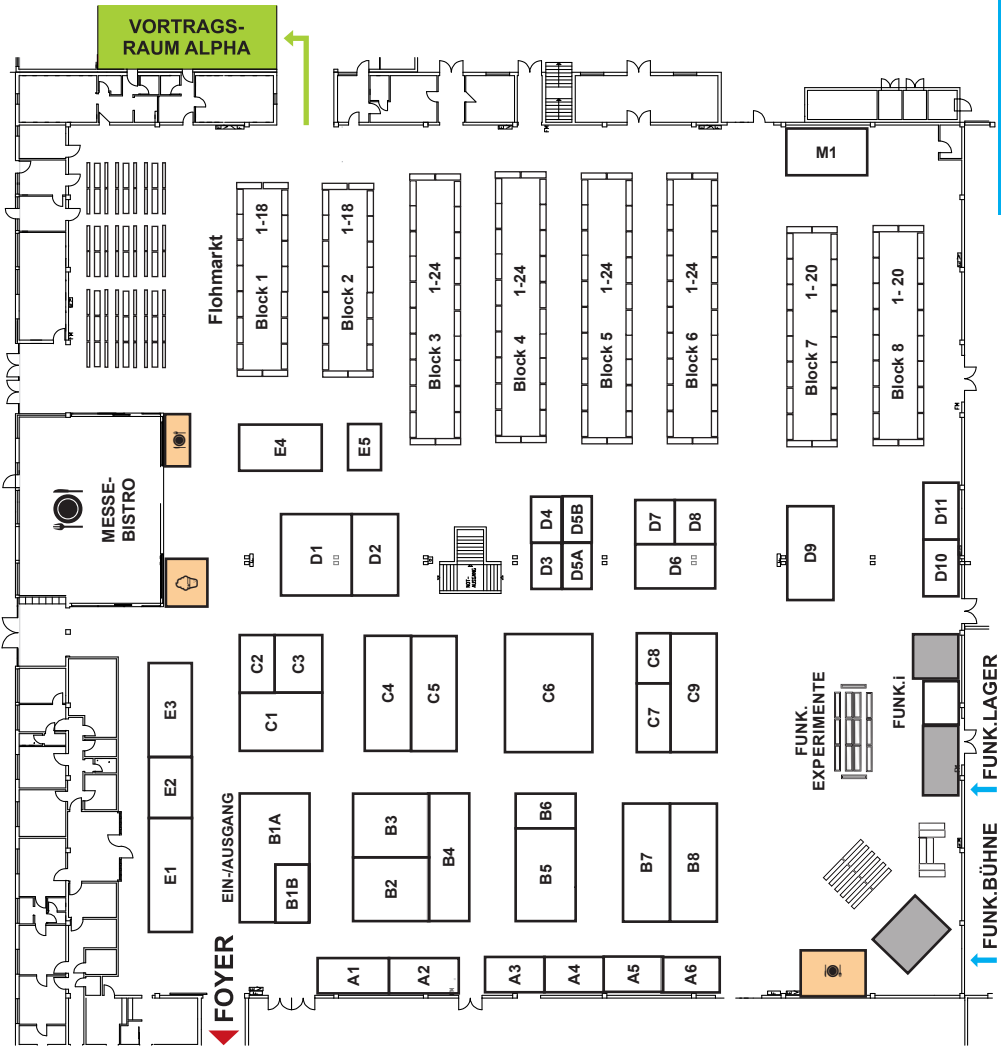 VORTRAGS-
RAUM ALPHA
M1
Flohmarkt
Block 1 1-18
Block 2 1-18
Block 3 1-24
Block 4 1-24
Block 5 1-24
Block 6 1-24
Block 7 1- 20
Block 8 1- 20
MESSE-
BISTRO
E4
E5
D1
D2
NOT-
AUSGANG
D3
D4
D5A
D5B
D6
D7
D8
D9
D10
D11
E3
E2
E1
C1
C2
C3
C4
C5
C6
C7
C8
C9
FUNK.
EXPERIMENTE
FUNK.i
FUNK.LAGER
EIN-/AUSGANG
B1A
B1B
B2
B3
B4
B5
B6
B7
B8
FUNK.BÜHNE
FOYER
A1
A2
A3
A4
A5
A6